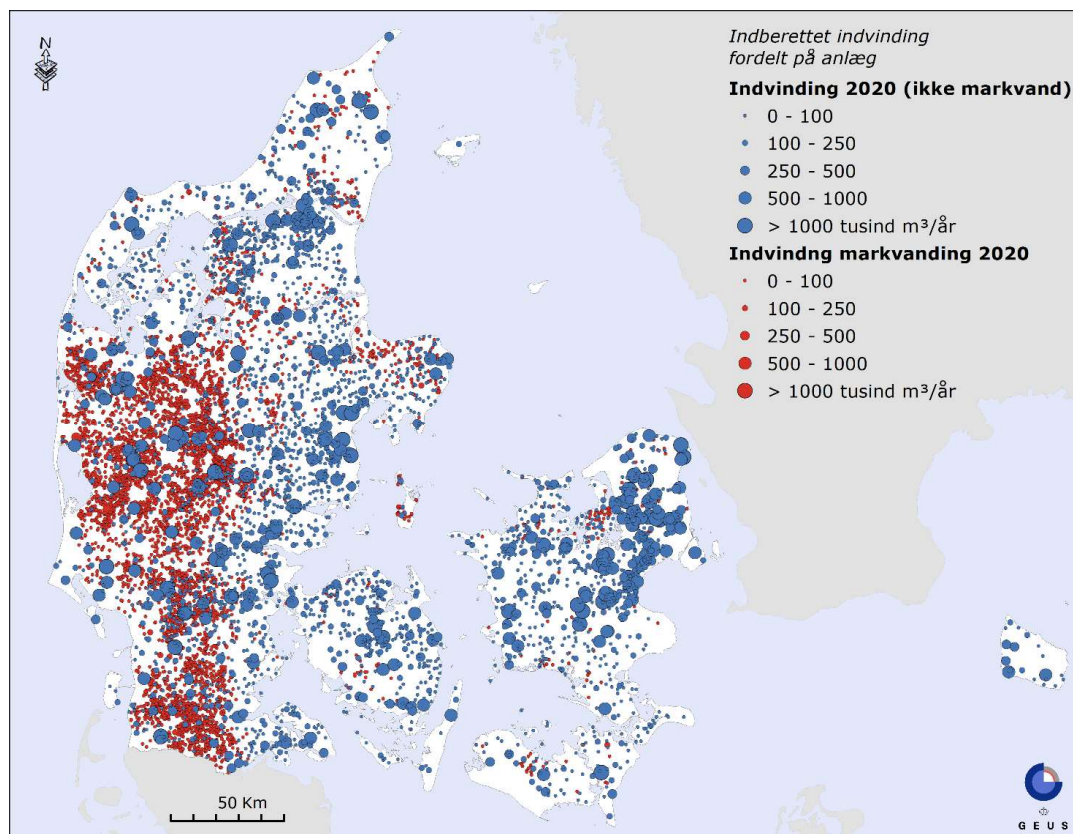 N
Indberettet indvinding
fordelt på anlæg
Indvinding 2020 (ikke markvand)
0 - 100
100 - 250
250 - 500
500 - 1000
> 1000 tusind m³/år
Indvindng markvanding 2020
0 - 100
100 - 250
250 - 500
500 - 1000
> 1000 tusind m³/år
50 Km
G E U S